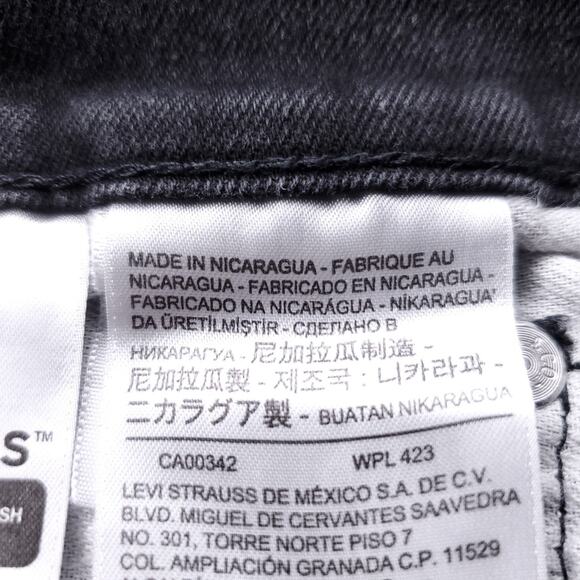 MADE IN NICARAGUA - FABRIQUE AU
NICARAGUA - FABRICADO EN NICARAGUA -
FABRICADO NA NICARÁGUA - NİKARAGUA'
DA ÜRETİLMİŞTİR - СДЕЛАНО В
НИКАРАГУА - 尼加拉瓜制造 -
尼加拉瓜製 - 제조국 : 니카라과 -
ニカラグア製 - BUATAN NIKARAGUA
CA00342 WPL 423
LEVI STRAUSS DE MÉXICO S.A. DE C.V.
BLVD. MIGUEL DE CERVANTES SAAVEDRA
NO. 301, TORRE NORTE PISO 7
COL. AMPLIACIÓN GRANADA C.P. 11529
S™
SH